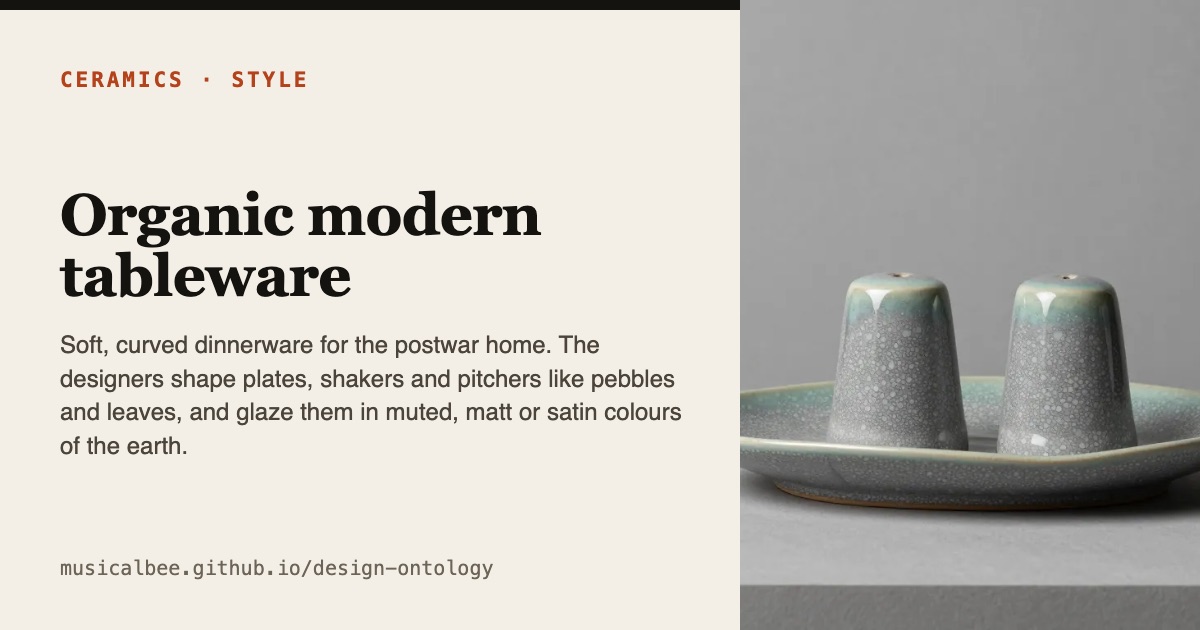 CERAMICS · STYLE
Organic modern
tableware
Soft, curved dinnerware for the postwar home. The
designers shape plates, shakers and pitchers like pebbles
and leaves, and glaze them in muted, matt or satin colours
of the earth.
musicalbee.github.io/design-ontology